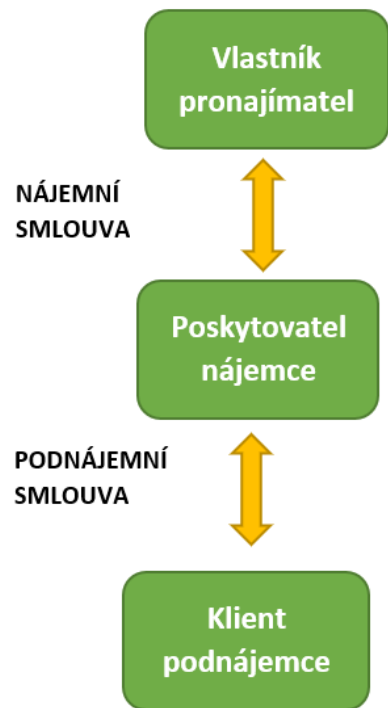 Vlastník
pronajímatel
NÁJEMNÍ
SMLOUVA
Poskytovatel
nájemce
PODNÁJEMNÍ
SMLOUVA
Klient
podnájemce